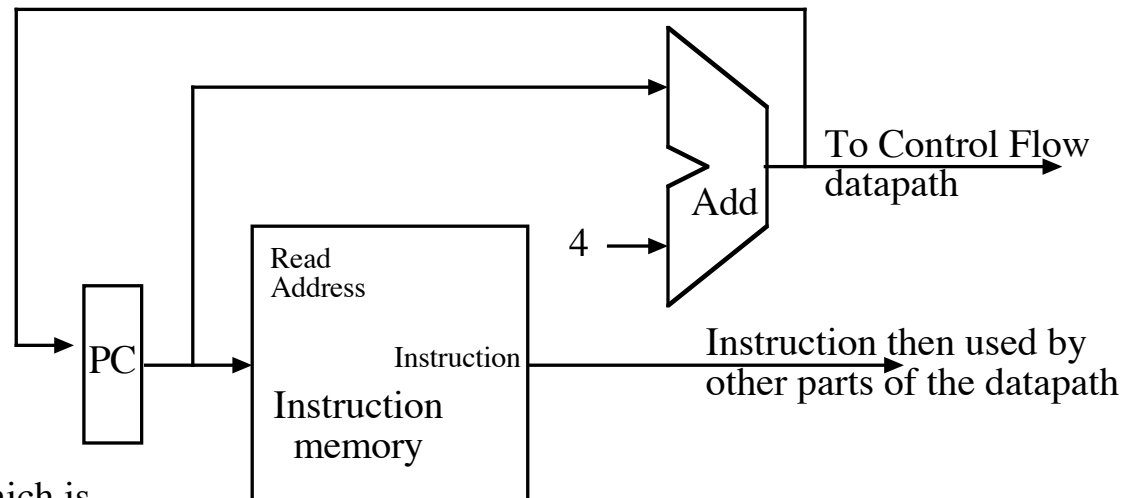 To Control Flow
datapath
Add
4
Read
Address
PC
Instruction
Instruction then used by
other parts of the datapath
Instruction
memory
is